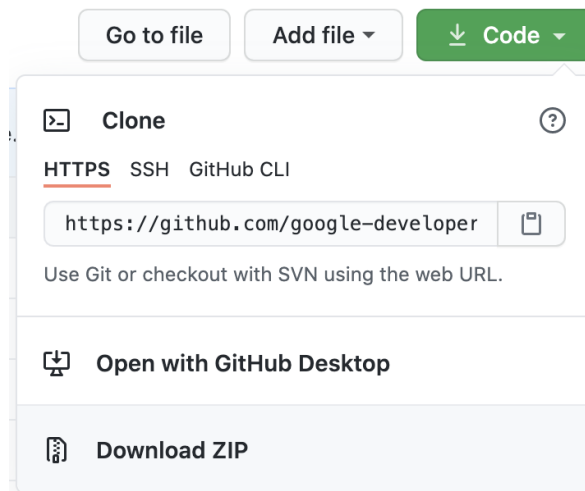 Go to file Add file Code
Clone
HTTPS SSH GitHub CLI
https://github.com/google-developer
Use Git or checkout with SVN using the web URL.
Open with GitHub Desktop
Download ZIP